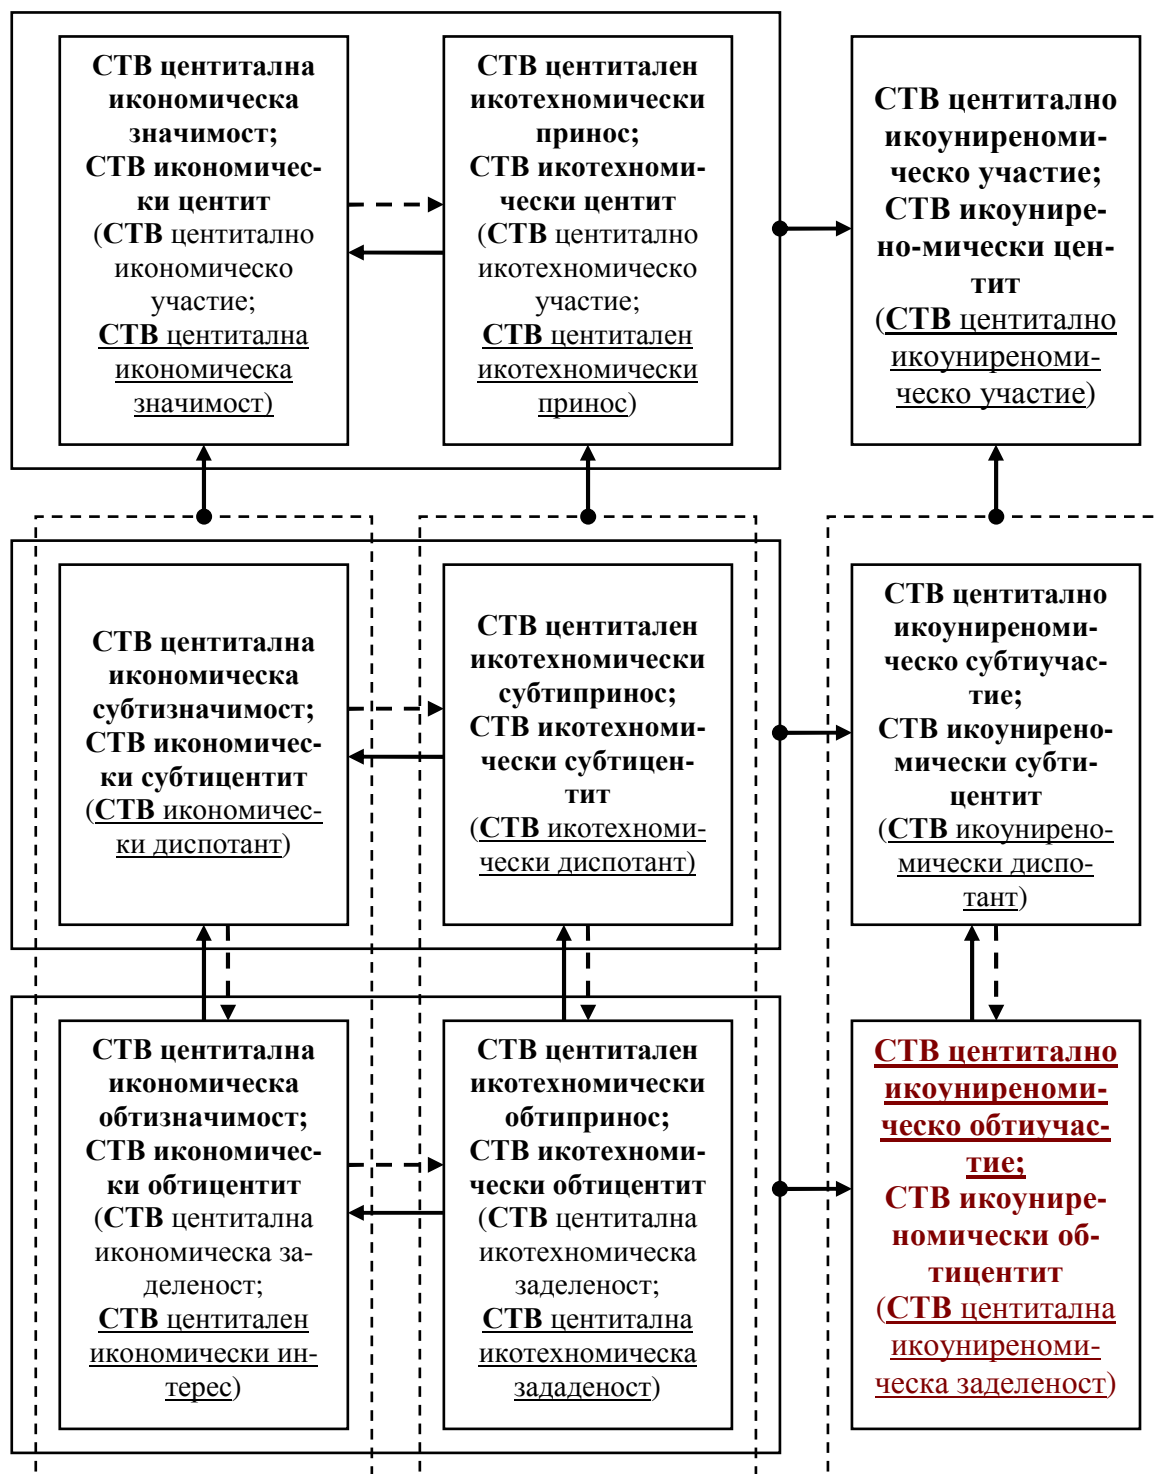 СТВ центитална
икономическа
значимост;
СТВ икономичес-
ки центит
(СТВ центитално
икономическо
участие;
СТВ центитална
икономическа
значимост)
СТВ центитален
икотехномически
принос;
СТВ икотехноми-
чески центит
(СТВ центитално
икотехномическо
участие;
СТВ центитален
икотехномически
принос)
СТВ центитално
икоуниреноми-
ческо участие;
СТВ икоунире-
но-мически цен-
тит
(СТВ центитално
икоуниреноми-
ческо участие)
СТВ центитална
икономическа
субтизначимост;
СТВ икономичес-
ки субтицентит
(СТВ икономичес-
ки диспотант)
СТВ центитален
икотехномически
субтипринос;
СТВ икотехноми-
чески субтицен-
тит
(СТВ икотехноми-
чески диспотант)
СТВ центитално
икоуниреноми-
ческо субтиучас-
тие;
СТВ икоунирено-
мически субти-
центит
(СТВ икоунирено-
мически диспо-
тант)
СТВ центитална
икономическа
обтизначимост;
СТВ икономичес-
ки обтицентит
(СТВ центитална
икономическа за-
деленост;
СТВ центитален
икономически ин-
терес)
СТВ центитален
икотехномически
обтипринос;
СТВ икотехноми-
чески обтицентит
(СТВ центитална
икотехномическа
заделеност;
СТВ центитална
икотехномическа
зададеност)
СТВ центитално
икоуниреноми-
ческо обтиучас-
тие;
СТВ икоунире-
номически об-
тицентит
(СТВ центитална
икоуниреноми-
ческа заделеност)